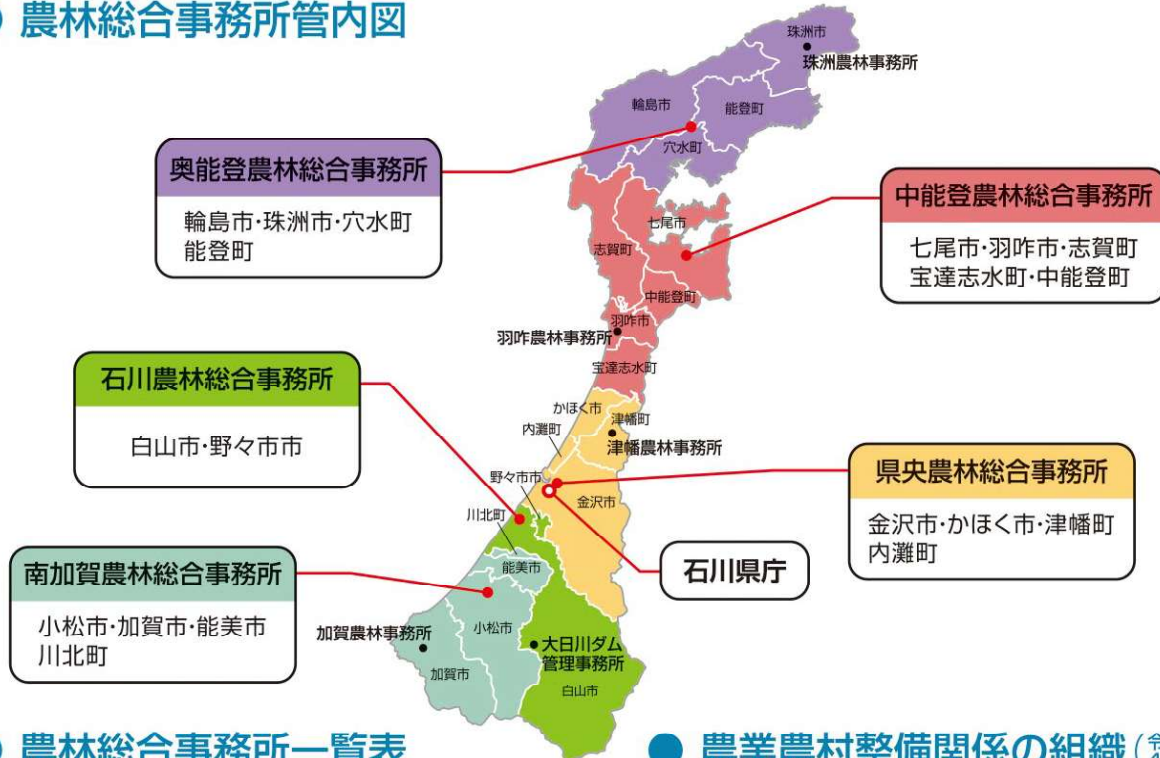 農林総合事務所管内図
珠洲市
珠洲農林事務所
輪島市
能登町
穴水町
奥能登農林総合事務所
輪島市・珠洲市・穴水町
能登町
中能登農林総合事務所
七尾市・羽咋市・志賀町
宝達志水町・中能登町
七尾市
志賀町
中能登町
羽咋市
羽咋農林事務所
宝達志水町
石川農林総合事務所
白山市・野々市市
かほく市
津幡町
内灘町
津幡農林事務所
野々市市
金沢市
県央農林総合事務所
金沢市・かほく市・津幡町
内灘町
川北町
石川県庁
南加賀農林総合事務所
小松市・加賀市・能美市
川北町
能美市
小松市
加賀農林事務所
加賀市
大日川ダム
管理事務所
白山市
農林総合事務所一覧表
農業農村整備関係の組織(